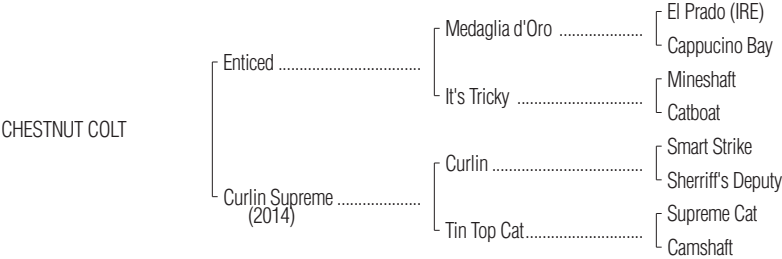 El Prado (IRE)
Medaglia d'Oro ....................
Cappucino Bay
Enticed ..................................
Mineshaft
It's Tricky ..............................
Catboat
CHESTNUT COLT
Smart Strike
Curlin ....................................
Sherriff's Deputy
Curlin Supreme ....................
(2014)
Supreme Cat
Tin Top Cat............................
Camshaft